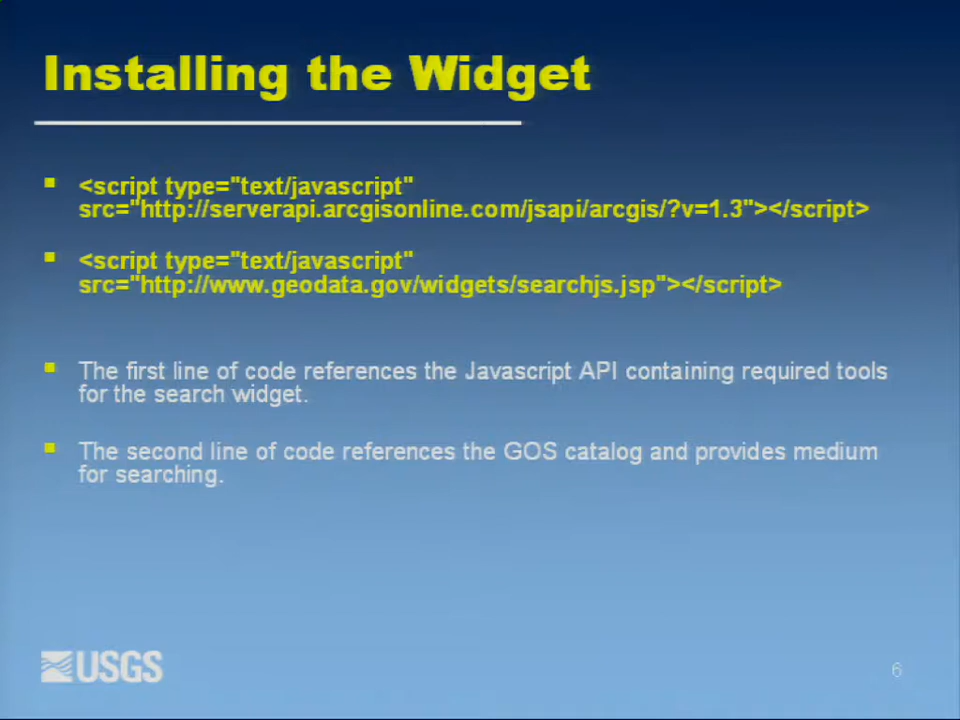 Installing the Widget
<script type="text/javascript"
src="http://serverapi.arcgisonline.com/jsapi/arcgis/?v=1.3"></script>
<script type="text/javascript"
src="http://www.geodata.gov/widgets/searchjs.jsp"></script>
The first line of code references the Javascript API containing required tools
for the search widget.
The second line of code references the GOS catalog and provides medium
for searching.
USGS
6